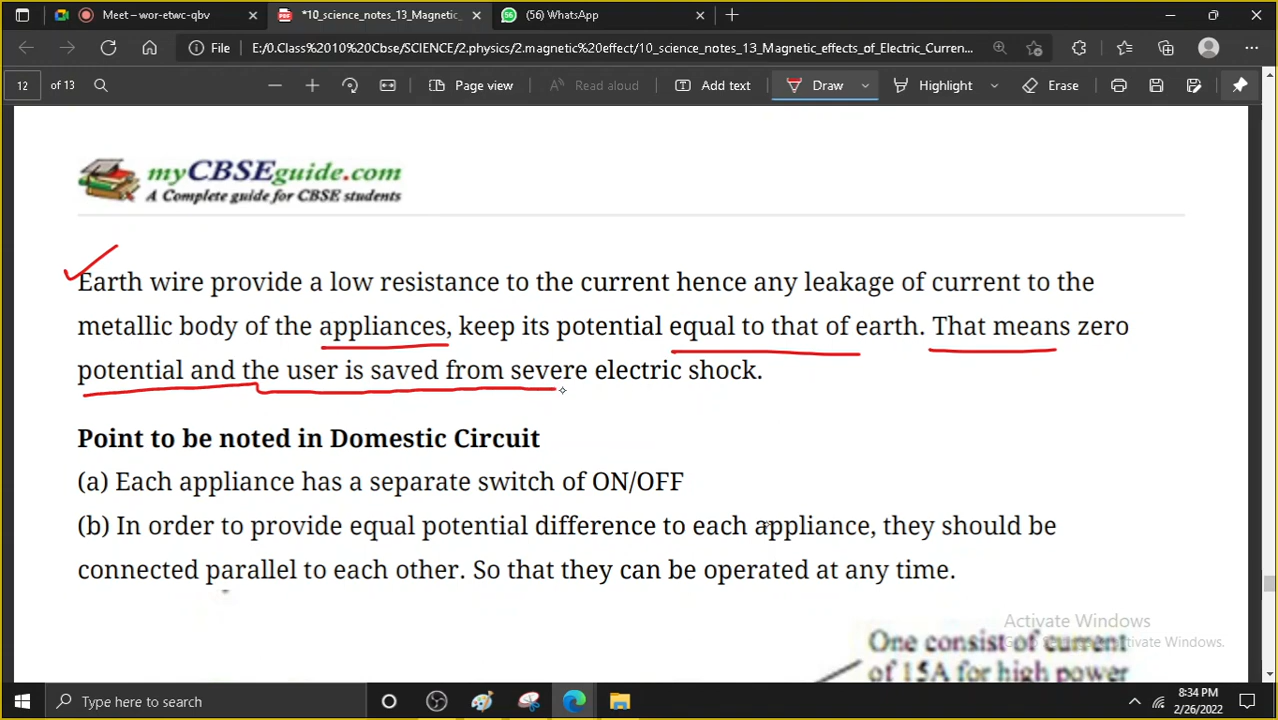 Meet – wor-etwc-qbv
*10_science_notes_13_Magnetic_
(56) WhatsApp
File
E:/0.Class%2010%20Cbse/SCIENCE/2.physics/2.magnetic%20effect/10_science_notes_13_Magnetic_effects_of_Electric_Curren...
12 of 13
Page view
Read aloud
Add text
Draw
Highlight
Erase
myCBSEguide.com
A Complete guide for CBSE students
Earth wire provide a low resistance to the current hence any leakage of current to the
metallic body of the appliances, keep its potential equal to that of earth. That means zero
potential and the user is saved from severe electric shock.
Point to be noted in Domestic Circuit
(a) Each appliance has a separate switch of ON/OFF
(b) In order to provide equal potential difference to each appliance, they should be
connected parallel to each other. So that they can be operated at any time.
Activate Windows
Activate Windows.
One consist of current
of 15A for high power
Type here to search
8:34 PM
2/26/2022